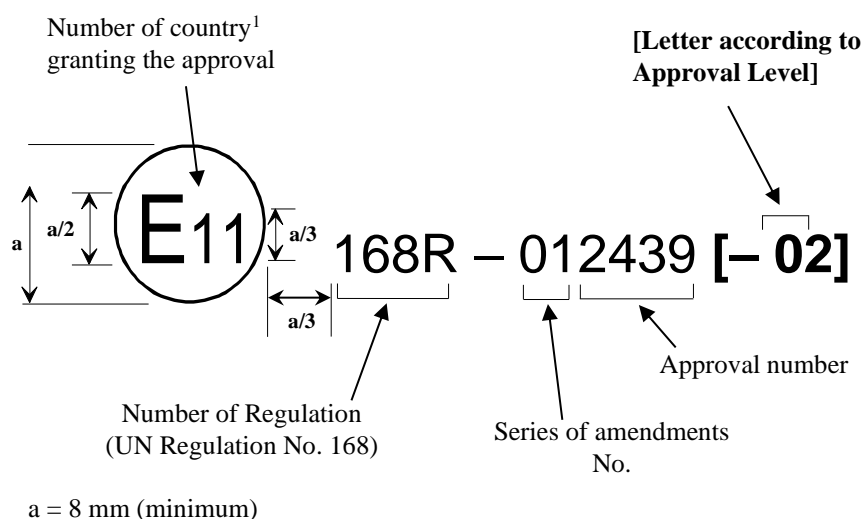 Number of country1
granting the approval
[Letter according to
Approval Level]
a
a/2
E11
a/3
a/3
168R – 012439 [– 02]
Approval number
Number of Regulation
(UN Regulation No. 168)
Series of amendments
No.
a = 8 mm (minimum)